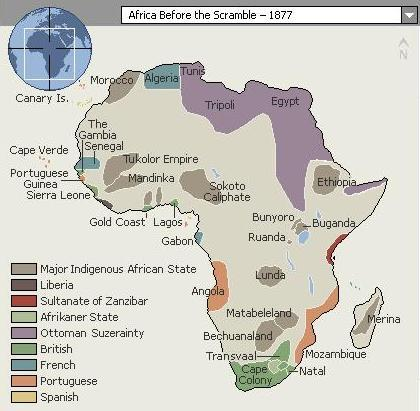 Africa Before the Scramble – 1877
N
Morocco
Algeria
Tunis
Tripoli
Egypt
Canary Is.
The
Gambia
Senegal
Cape Verde
Portuguese
Guinea
Sierra Leone
Tukolor Empire
Mandinka
Sokoto
Caliphate
Ethiopia
Gold Coast
Lagos
Gabon
Bunyoro
Buganda
Ruanda
Lunda
Angola
Matabeleland
Merina
Bechuanaland
Transvaal
Mozambique
Cape
Colony
Natal
Major Indigenous African State
Liberia
Sultanate of Zanzibar
Afrikaner State
Ottoman Suzerainty
British
French
Portuguese
Spanish